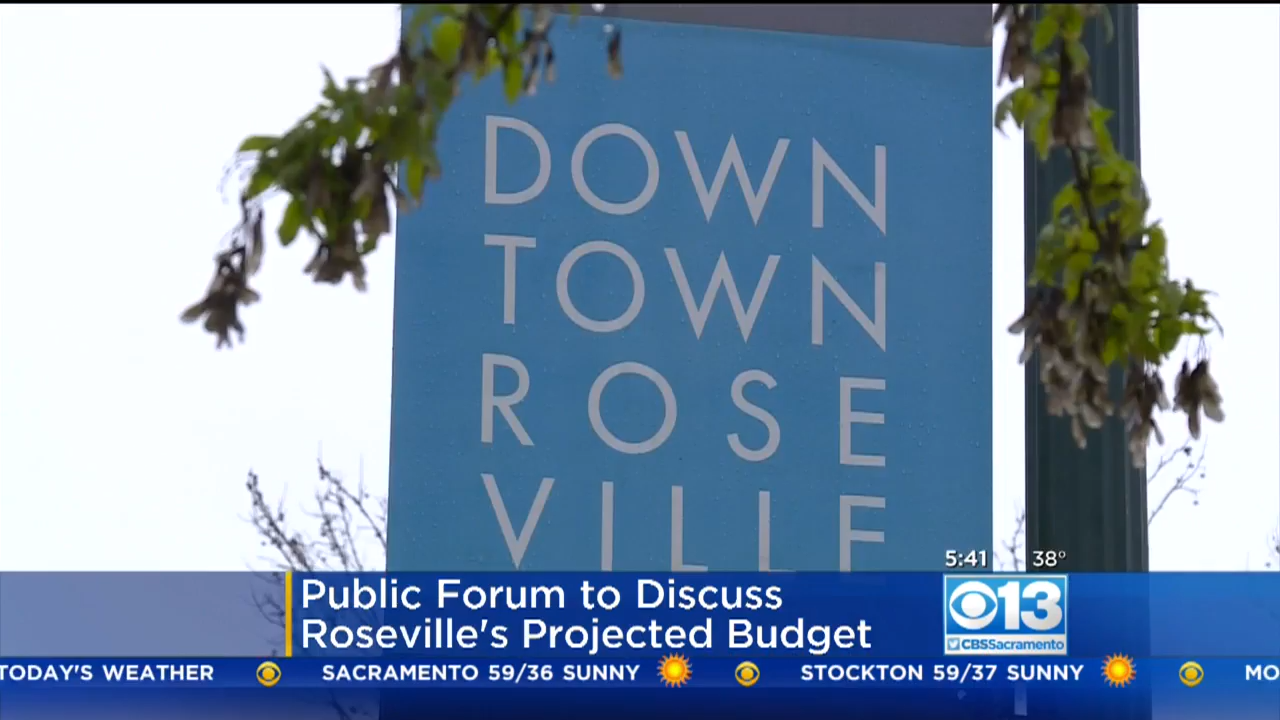 DOWN
TOWN
ROSE
VILLE
5:41 38°
Public Forum to Discuss
Roseville's Projected Budget
13
CBSSacramento
TODAY'S WEATHER SACRAMENTO 59/36 SUNNY STOCKTON 59/37 SUNNY MO